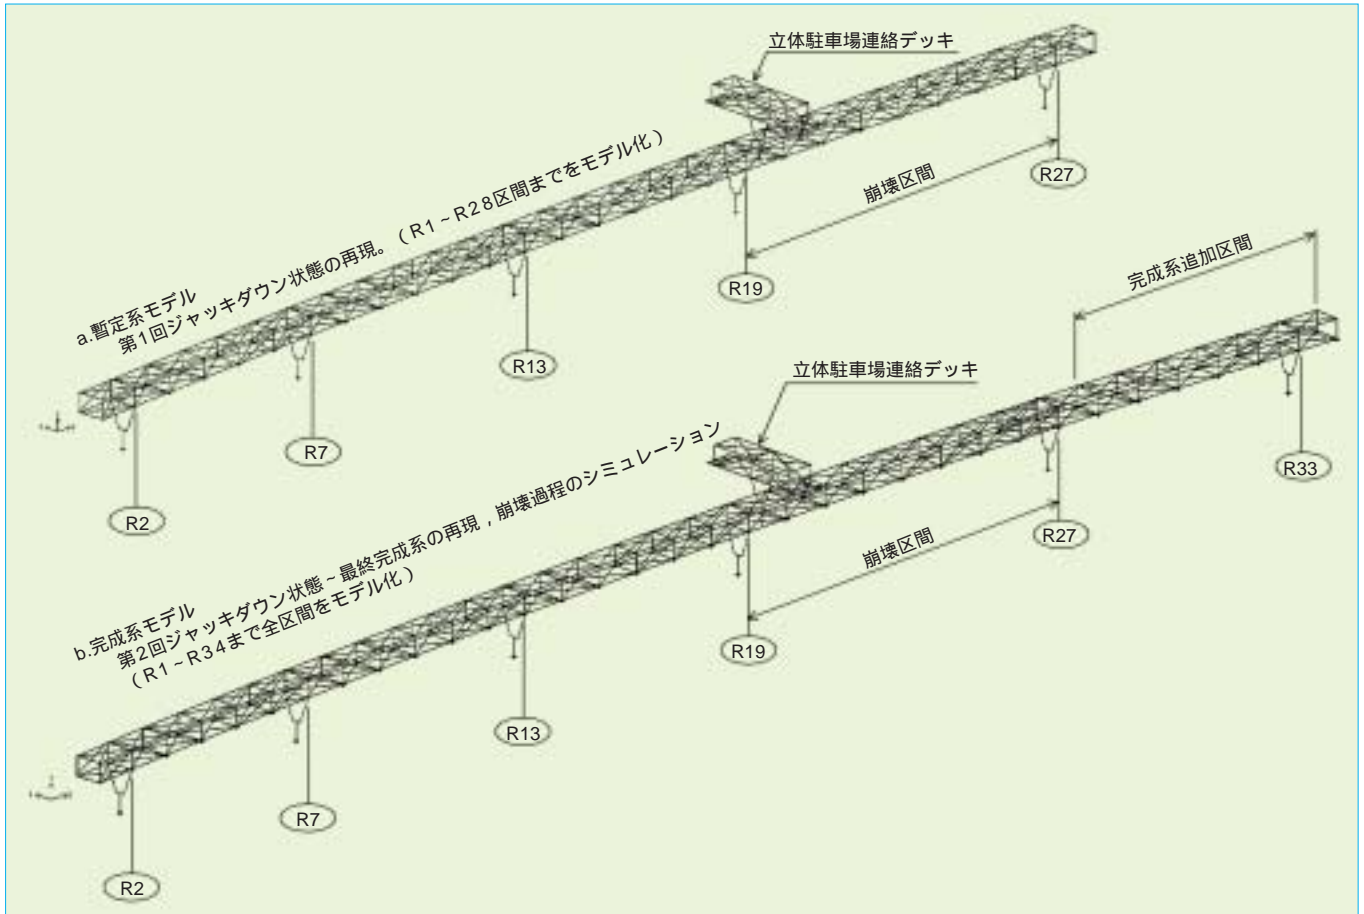 立体駐車場連絡デッキ
a.暫定系モデル
第1回ジャッキダウン状態の再現。（R1～R28区間までをモデル化）
崩壊区間
R27
R19
R13
R7
R2
完成系追加区間
立体駐車場連絡デッキ
b.完成系モデル
第2回ジャッキダウン状態～最終完成系の再現，崩壊過程のシミュレーション
（R1～R34まで全区間をモデル化）
崩壊区間
R33
R27
R19
R13
R7
R2